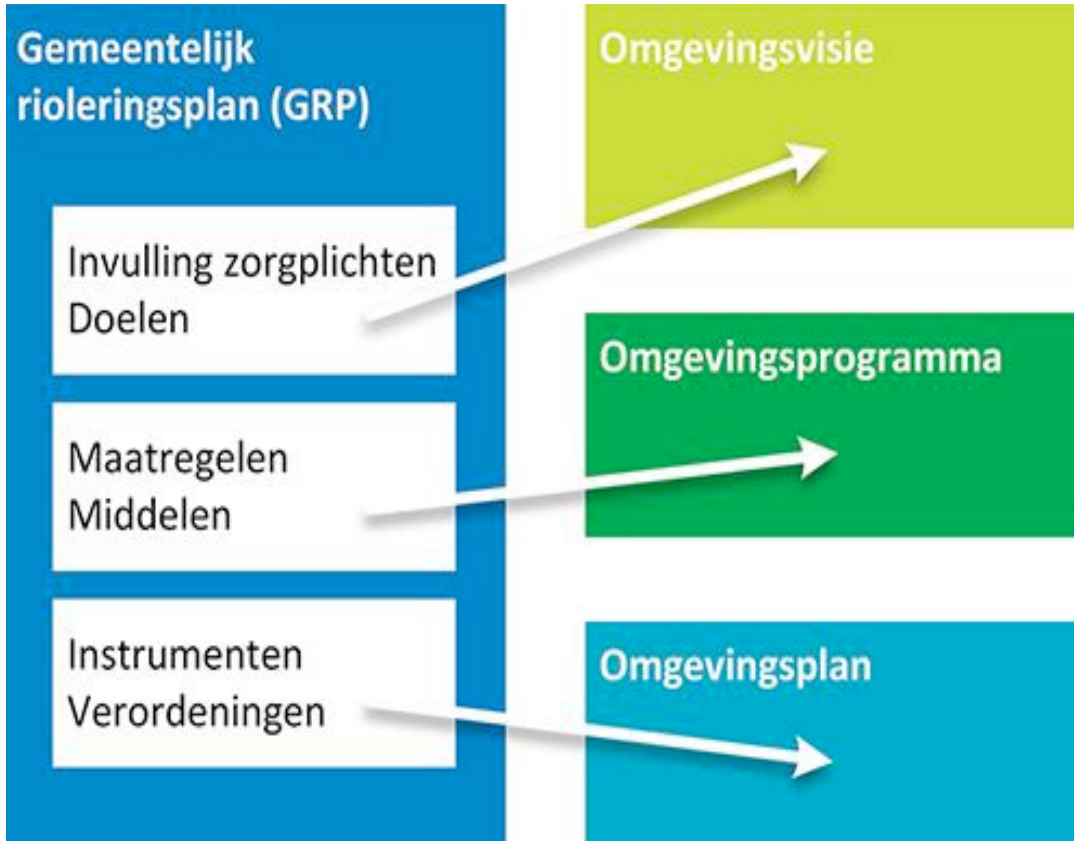 Gemeentelijk
rioleringsplan (GRP)
Invulling zorgplichten
Doelen
Maatregelen
Middelen
Instrumenten
Verordeningen
Omgevingsvisie
Omgevingsprogramma
Omgevingsplan